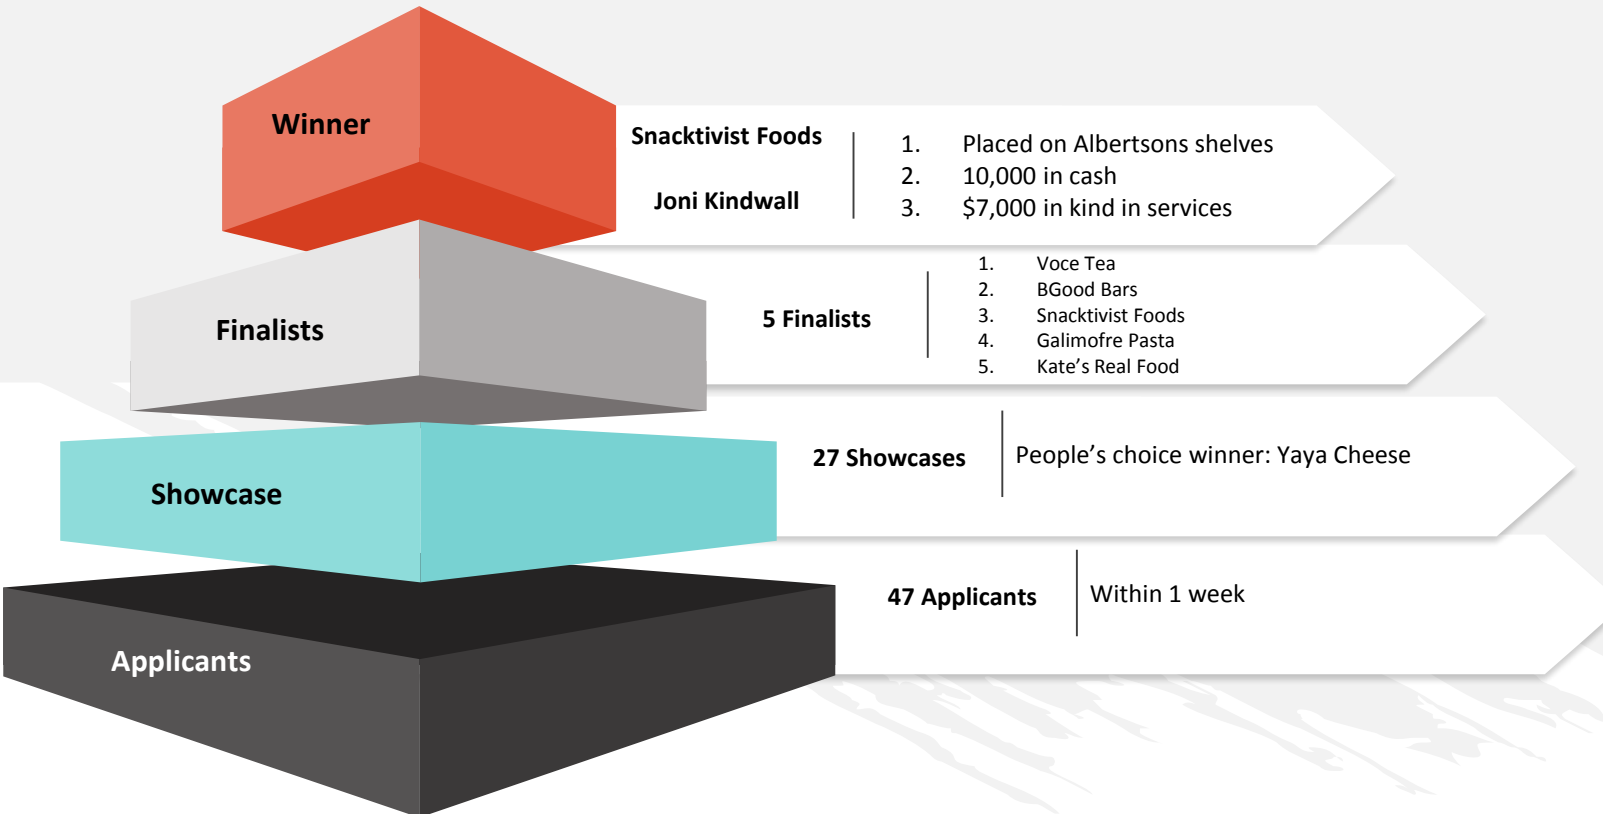 Winner
Snacktivist Foods
Joni Kindwall
1. Placed on Albertsons shelves
2. 10,000 in cash
3. $7,000 in kind in services
Finalists
5 Finalists
1. Voce Tea
2. BGood Bars
3. Snacktivist Foods
4. Galimofre Pasta
5. Kate's Real Food
Showcase
27 Showcases
People's choice winner: Yaya Cheese
Applicants
47 Applicants
Within 1 week